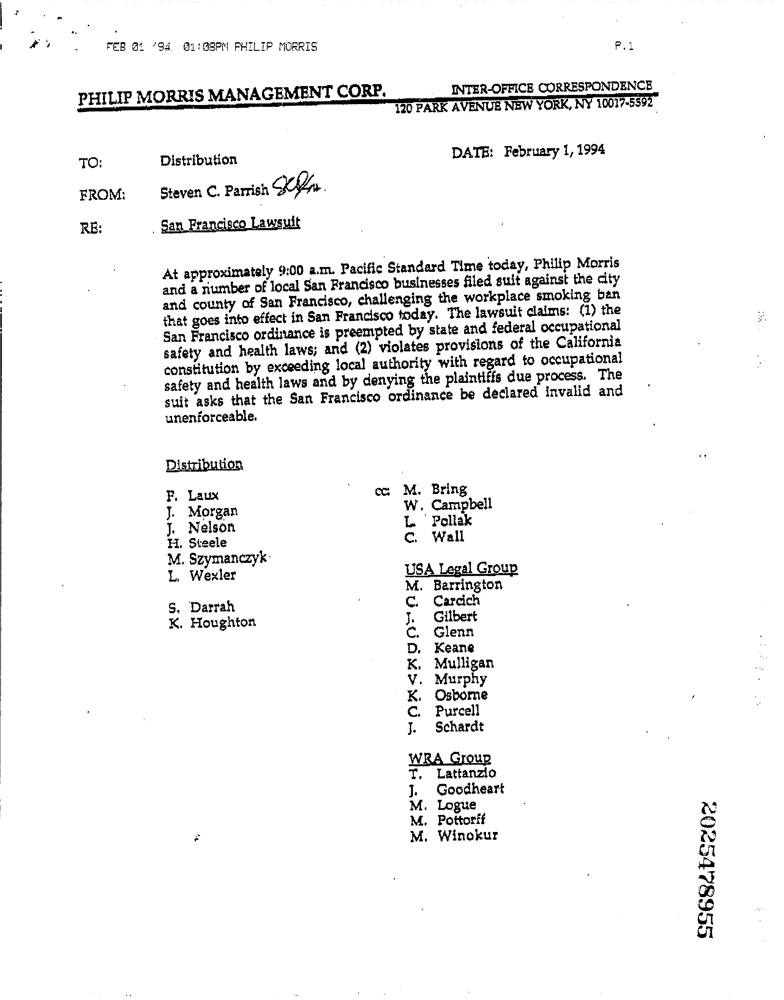 FEB 01 '94 01:08PM PHILIP MORRIS P.1
PHILIP MORRIS MANAGEMENT CORP. INTER-OFFICE CORRESPONDENCE
120 PARK AVENUE NEW YORK, NY 10017-5592
TO: Distribution DATE: February 1, 1994
FROM: Steven C. Parrish
RE: San Francisco Lawsuit
At approximately 9:00 a.m. Pacific Standard Time today, Philip Morris
and a number of local San Francisco businesses filed suit against the city
and county of San Francisco, challenging the workplace smoking ban
that goes into effect in San Francisco today. The lawsuit claims: (1) the
San Francisco ordinance is preempted by state and federal occupational
safety and health laws; and (2) violates provisions of the California
constitution by exceeding local authority with regard to occupational
safety and health laws and by denying the plaintiffs due process. The
suit asks that the San Francisco ordinance be declared invalid and
unenforceable.
Distribution
F. Laux
J. Morgan
J. Nelson
H. Steele
M. Szymanczyk
L. Wexler
S. Darrah
K. Houghton
cc: M. Bring
W. Campbell
L. Pollak
C. Wall
USA Legal Group
M. Barrington
C. Cardich
J. Gilbert
C. Glenn
D. Keane
K. Mulligan
V. Murphy
K. Osborne
C. Purcell
J. Schardt
WRA Group
T. Lattanzio
J. Goodheart
M. Logue
M. Pottorff
M. Winokur
2025478955